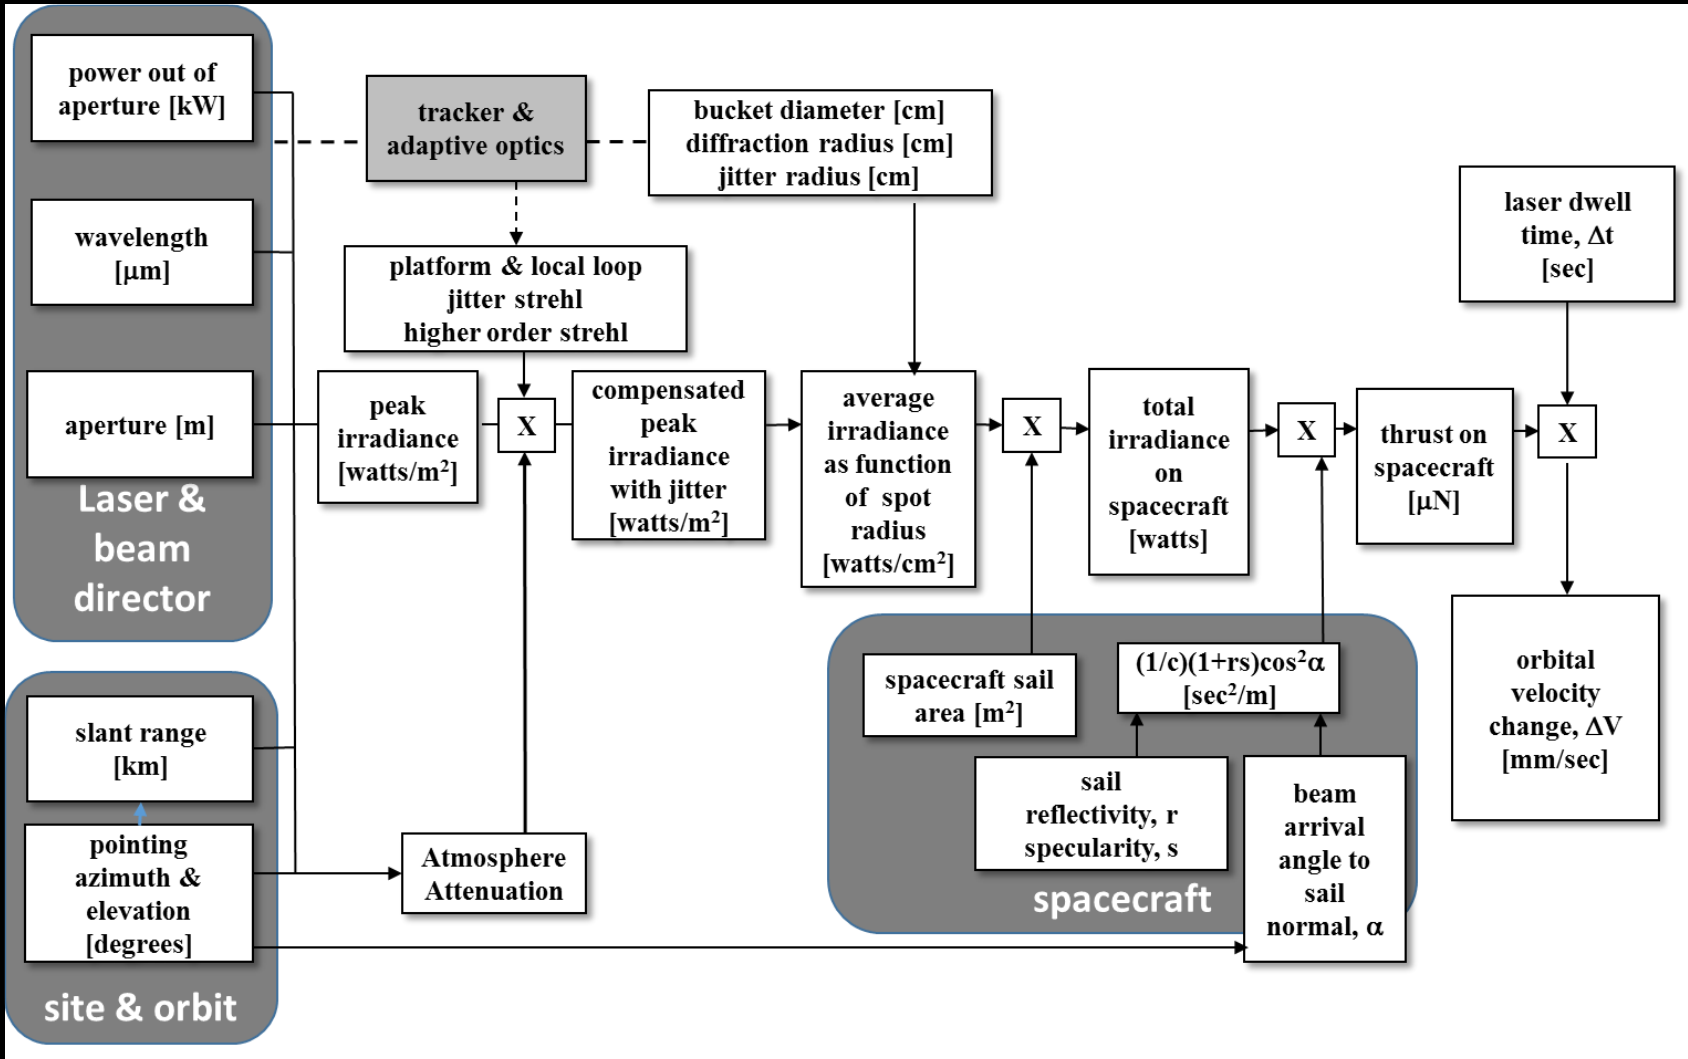 power out of
aperture [kW]
wavelength
[μm]
aperture [m]
Laser &
beam
director
slant range
[km]
pointing
azimuth &
elevation
[degrees]
site & orbit
tracker &
adaptive optics
bucket diameter [cm]
diffraction radius [cm]
jitter radius [cm]
platform & local loop
jitter strehl
higher order strehl
peak
irradiance
[watts/m²]
X
compensated
peak
irradiance
with jitter
[watts/m²]
Atmosphere
Attenuation
average
irradiance
as function
of spot
radius
[watts/cm²]
X
total
irradiance
on
spacecraft
[watts]
X
thrust on
spacecraft
[μN]
laser dwell
time, Δt
[sec]
X
orbital
velocity
change, ΔV
[mm/sec]
spacecraft sail
area [m²]
(1/c)(1+rs)cos²α
[sec²/m]
sail
reflectivity, r
specularity, s
beam
arrival
angle to
sail
normal, α
spacecraft